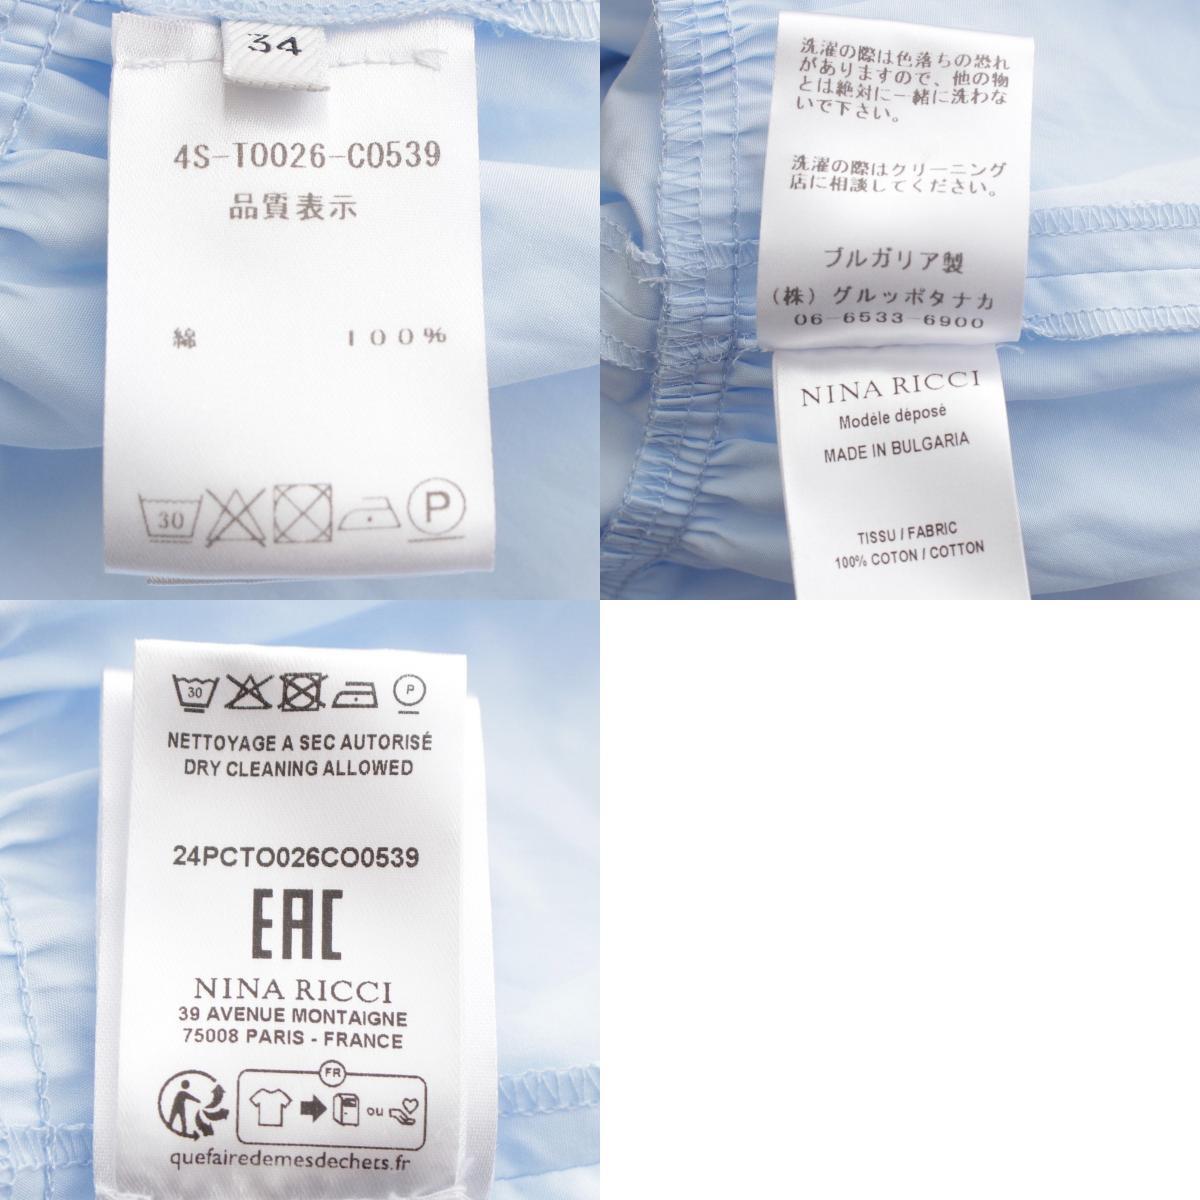 34
4S-T0026-C0539
品質表示
綿 100%
30
P
洗濯の際は色落ちの恐れ
がありますので、他の物
とは絶対に一緒に洗わな
いで下さい。
洗濯の際はクリーニング
店に相談してください。
ブルガリア製
(株)グルッポタナカ
06-6533-6900
NINA RICCI
Modèle déposé
MADE IN BULGARIA
TISSU / FABRIC
100% COTON / COTTON
30
P
NETTOYAGE A SEC AUTORISÉ
DRY CLEANING ALLOWED
24PCTO026CO0539
EAC
NINA RICCI
39 AVENUE MONTAIGNE
75008 PARIS - FRANCE
FR
ou
quefairedemesdechets.fr